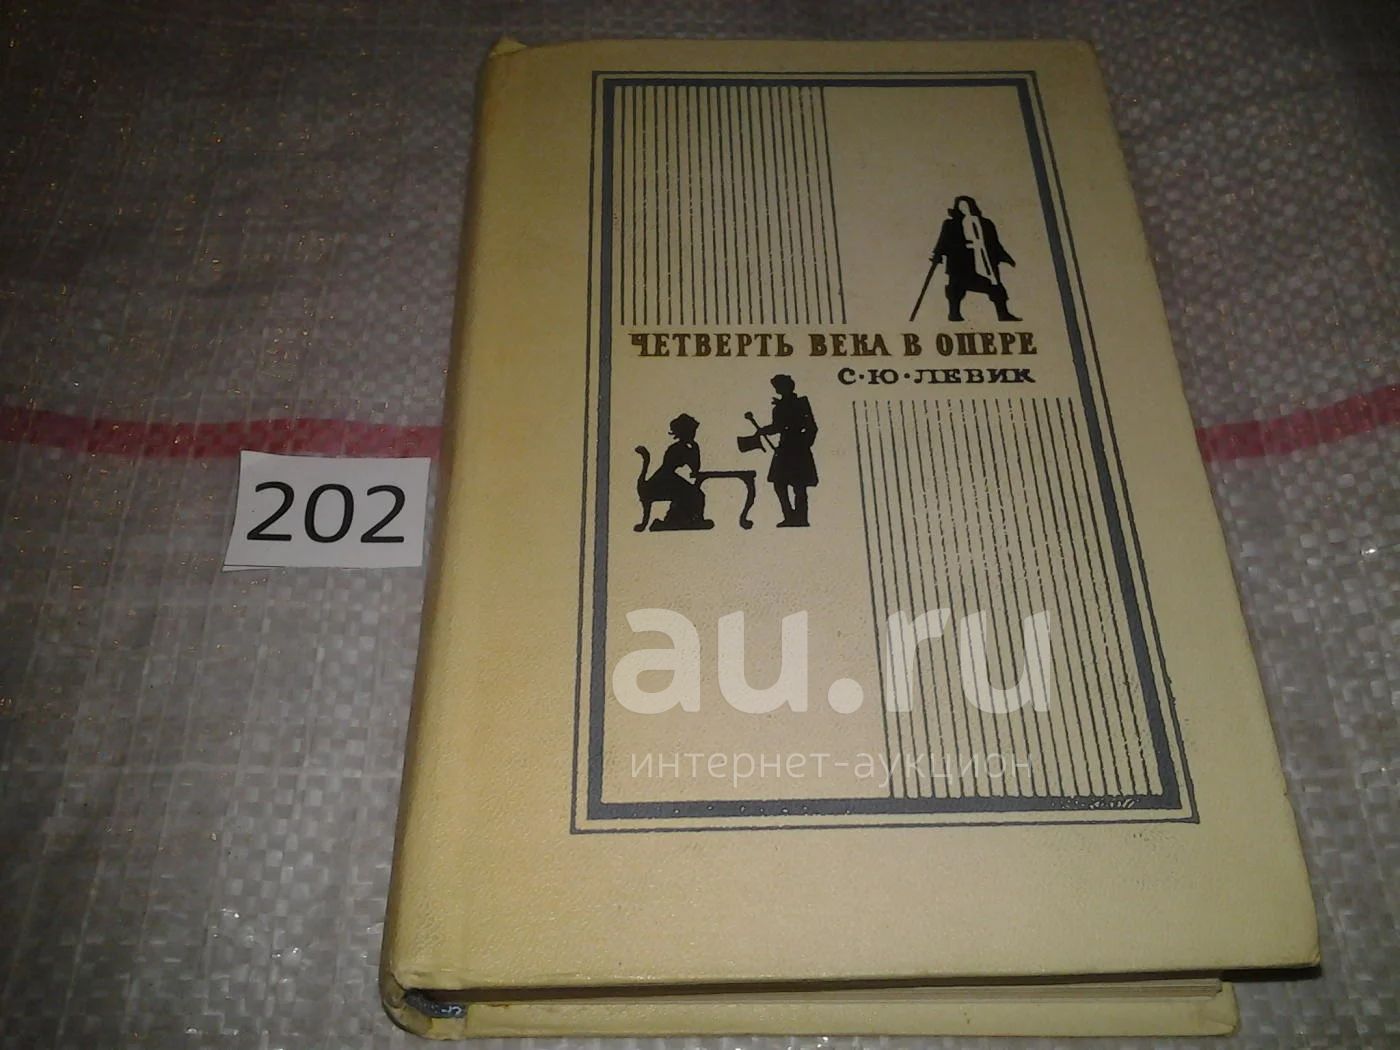 ЧЕТВЕРТЬ ВЕКА В ОПЕРЕ
С·Ю·ЛЕВИК
202
au.ru
интернет-аукцион